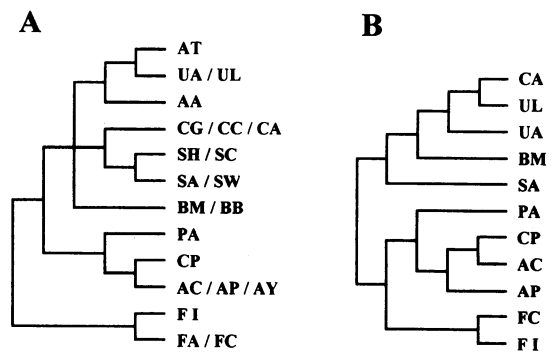 A
AT
UA / UL
AA
CG / CC / CA
SH / SC
SA / SW
BM / BB
PA
CP
AC / AP / AY
F I
FA / FC
B
CA
UL
UA
BM
SA
PA
CP
AC
AP
FC
F I